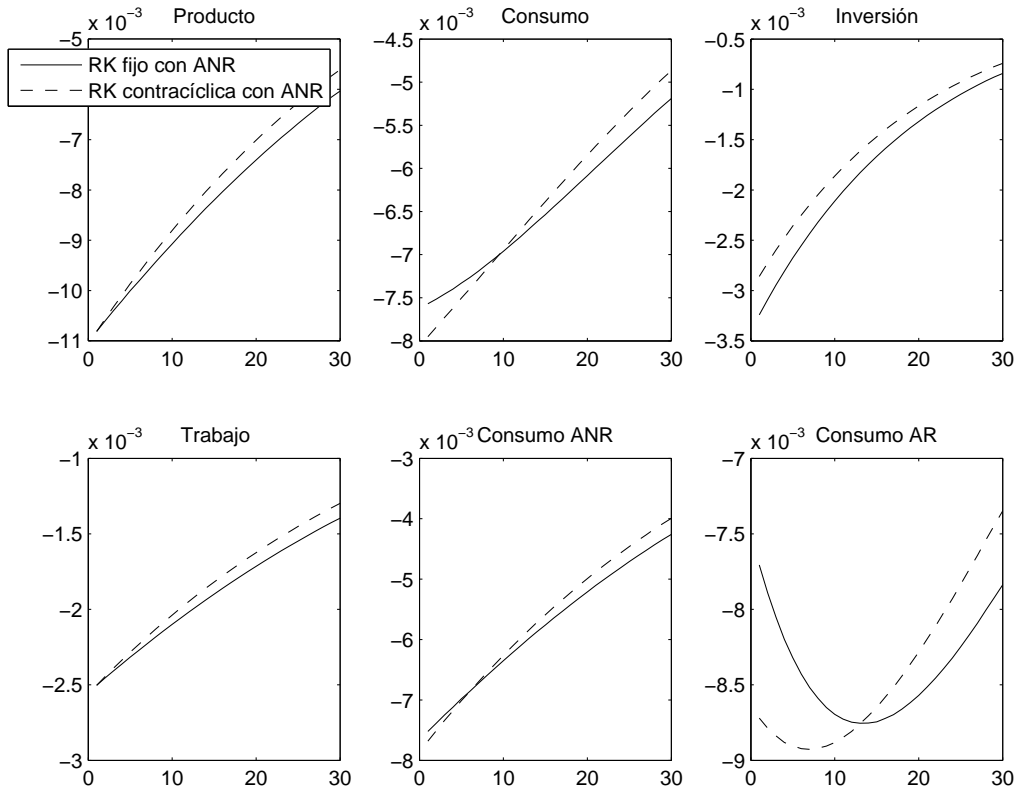 x 10⁻³ Producto
−5
−7
−8
−9
−10
−11
0 10 20 30
RK fijo con ANR
RK contracíclica con ANR
x 10⁻³ Consumo
−4.5
−5
−5.5
−6
−6.5
−7
−7.5
−8
0 10 20 30
x 10⁻³ Inversión
−0.5
−1
−1.5
−2
−2.5
−3
−3.5
0 10 20 30
x 10⁻³ Trabajo
−1
−1.5
−2
−2.5
−3
0 10 20 30
x 10⁻³ Consumo ANR
−3
−4
−5
−6
−7
−8
0 10 20 30
x 10⁻³ Consumo AR
−7
−7.5
−8
−8.5
−9
0 10 20 30